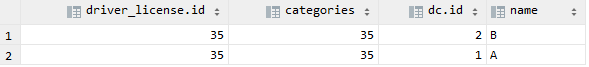 driver_license.id categories dc.id name
1 35 35 2 B
2 35 35 1 A